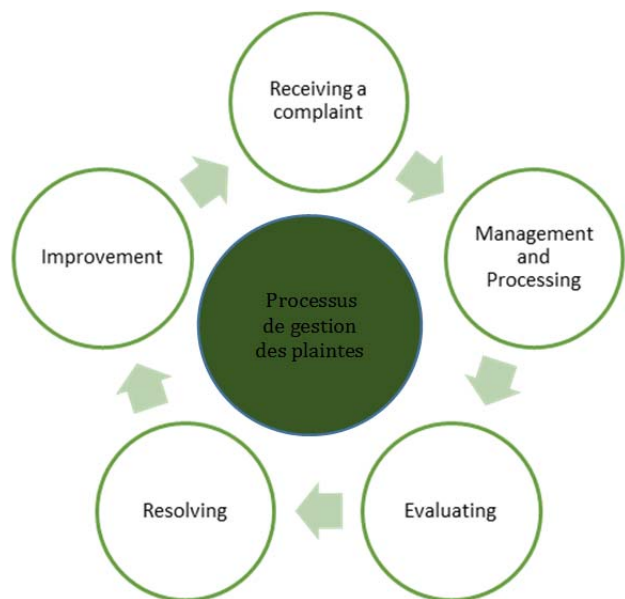 Receiving a
complaint
Management
and
Processing
Evaluating
Resolving
Improvement
Processus
de gestion
des plaintes